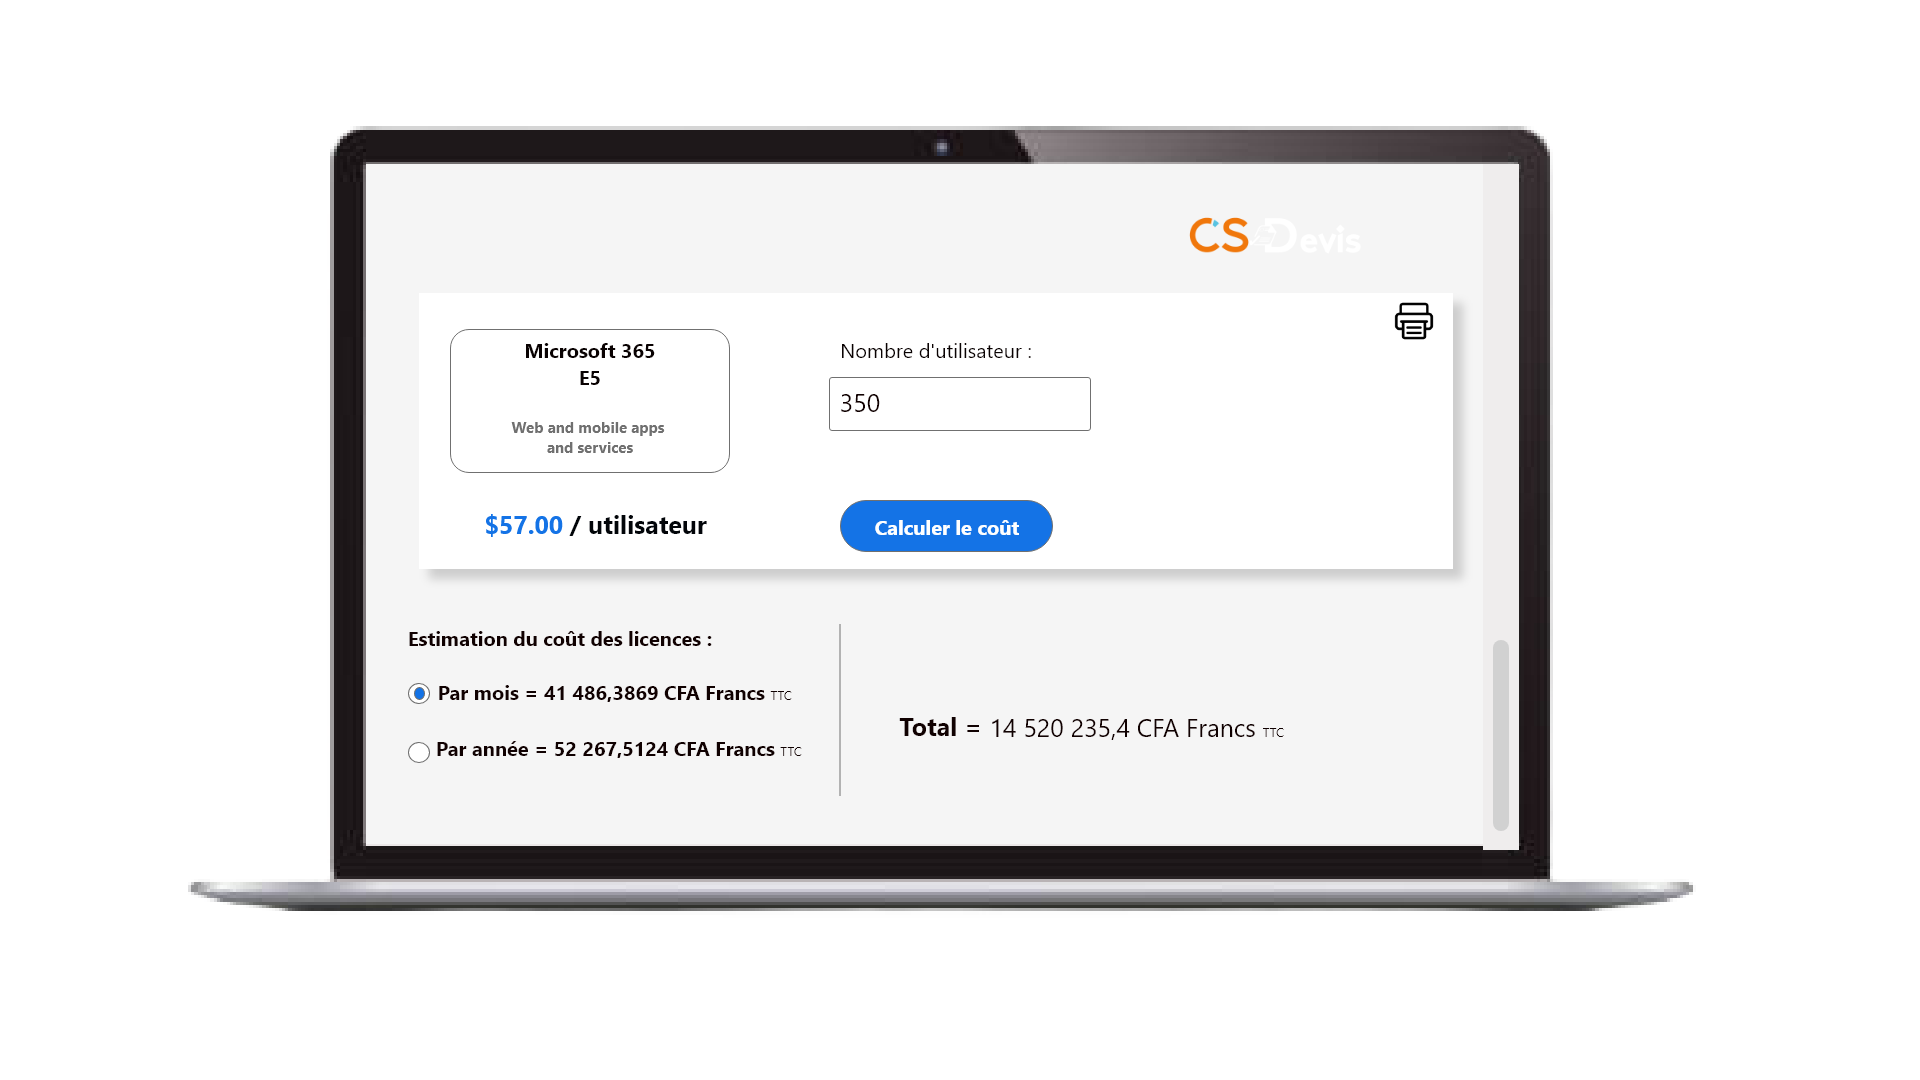 CS Devis
Microsoft 365
E5
Web and mobile apps
and services
Nombre d'utilisateur :
350
$57.00 / utilisateur
Calculer le coût
Estimation du coût des licences :
Par mois = 41 486,3869 CFA Francs TTC
Par année = 52 267,5124 CFA Francs TTC
Total = 14 520 235,4 CFA Francs TTC